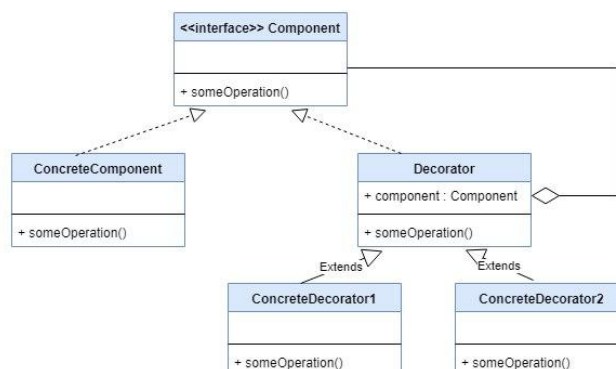 <<interface>> Component
+ someOperation()
ConcreteComponent
+ someOperation()
Decorator
+ component : Component
+ someOperation()
Extends
Extends
ConcreteDecorator1
+ someOperation()
ConcreteDecorator2
+ someOperation()